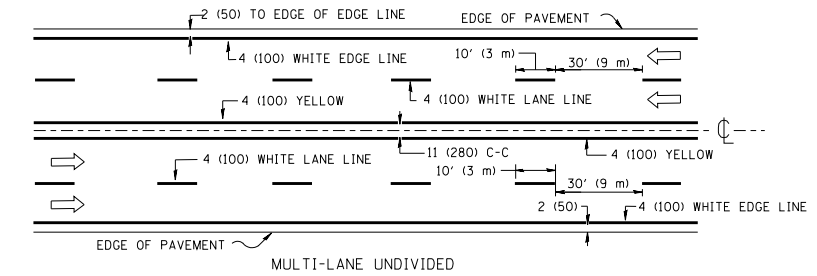 2 (50) TO EDGE OF EDGE LINE
EDGE OF PAVEMENT
4 (100) WHITE EDGE LINE
10' (3 m)
30' (9 m)
4 (100) YELLOW
4 (100) WHITE LANE LINE
℄
4 (100) WHITE LANE LINE
11 (280) C-C
4 (100) YELLOW
10' (3 m)
30' (9 m)
2 (50)
4 (100) WHITE EDGE LINE
EDGE OF PAVEMENT
MULTI-LANE UNDIVIDED